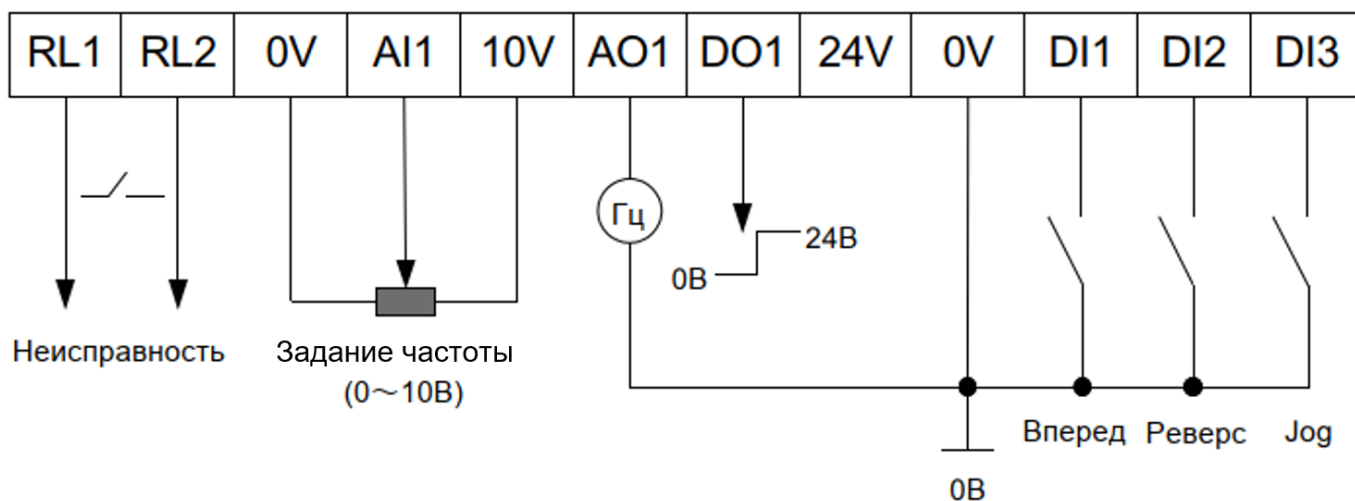 RL1 RL2 0V AI1 10V AO1 DO1 24V 0V DI1 DI2 DI3
Гц
24В
0В
Неисправность
Задание частоты
(0～10В)
Вперед Реверс Jog
0В